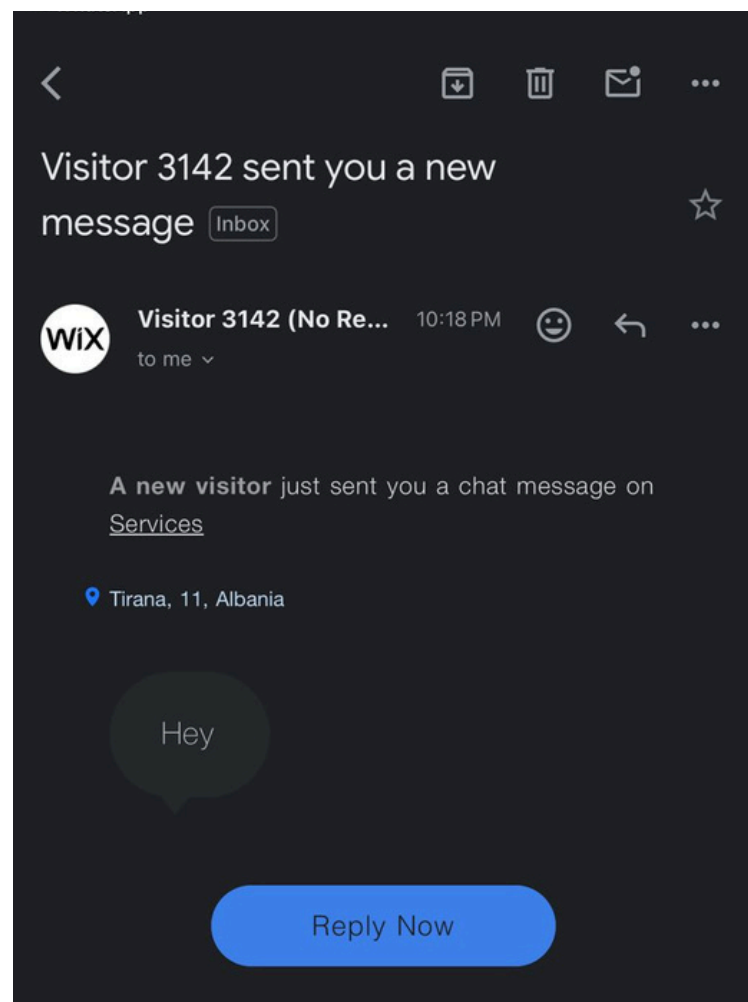 Visitor 3142 sent you a new
message Inbox
WiX
Visitor 3142 (No Re... 10:18 PM
to me
A new visitor just sent you a chat message on
Services
Tirana, 11, Albania
Hey
Reply Now